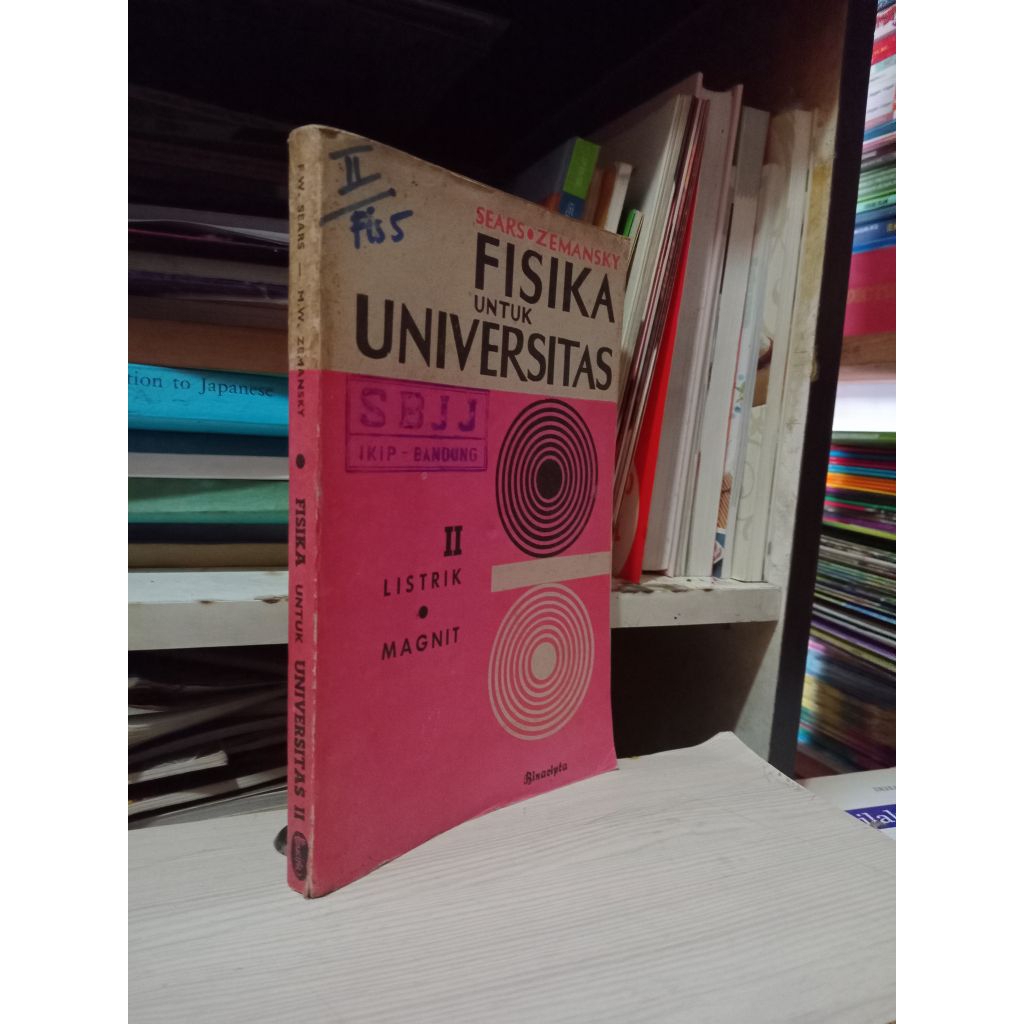 II
Fis 5
SEARS • ZEMANSKY
FISIKA
UNTUK
UNIVERSITAS
SBJJ
IKIP - BANDUNG
II
LISTRIK
•
MAGNIT
Binacipta
F.W. SEARS — M.W. ZEMANSKY • FISIKA UNTUK UNIVERSITAS II
tion to Japanese